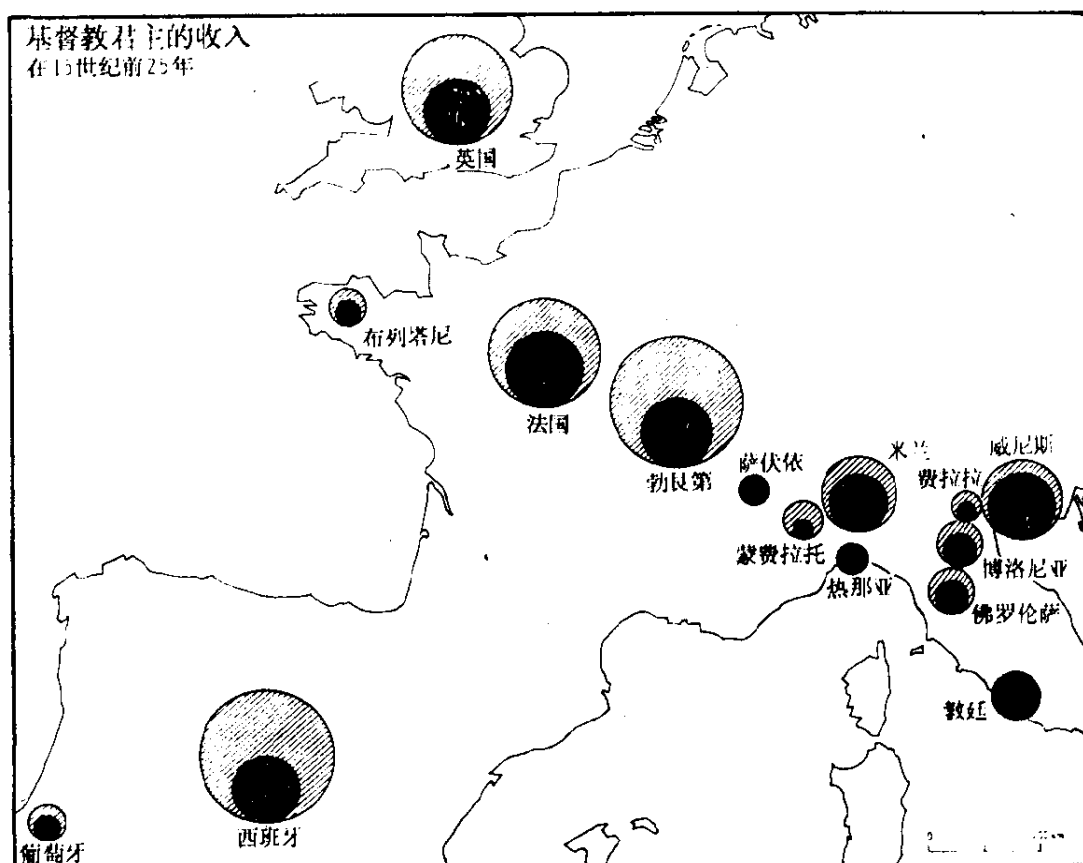 基督教君主的收入
在15世纪前25年
英国
布列塔尼
法国
勃艮第
萨伏依
米兰
威尼斯
费拉拉
蒙费拉托
热那亚
博洛尼亚
佛罗伦萨
教廷
西班牙
葡萄牙